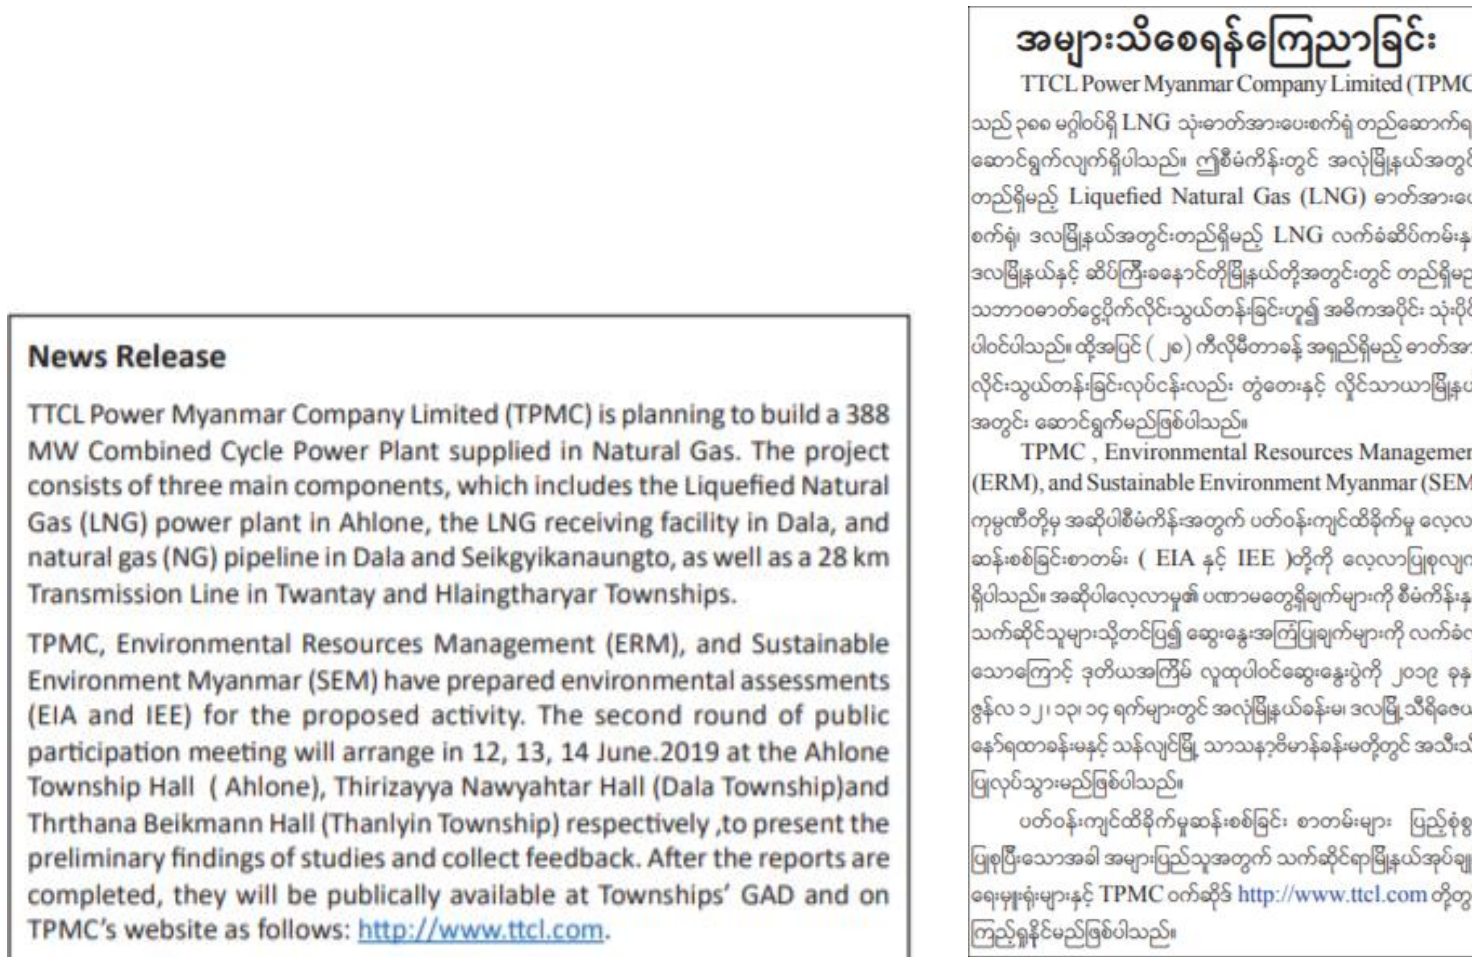 News Release
TTCL Power Myanmar Company Limited (TPMC) is planning to build a 388
MW Combined Cycle Power Plant supplied in Natural Gas. The project
consists of three main components, which includes the Liquefied Natural
Gas (LNG) power plant in Ahlone, the LNG receiving facility in Dala, and
natural gas (NG) pipeline in Dala and Seikgyikanaungto, as well as a 28 km
Transmission Line in Twantay and Hlaingtharyar Townships.
TPMC, Environmental Resources Management (ERM), and Sustainable
Environment Myanmar (SEM) have prepared environmental assessments
(EIA and IEE) for the proposed activity. The second round of public
participation meeting will arrange in 12, 13, 14 June.2019 at the Ahlone
Township Hall ( Ahlone), Thirizayya Nawyahtar Hall (Dala Township)and
Thrthana Beikmann Hall (Thanlyin Township) respectively ,to present the
preliminary findings of studies and collect feedback. After the reports are
completed, they will be publically available at Townships' GAD and on
TPMC's website as follows: http://www.ttcl.com.
အများသိစေရန်ကြေညာခြင်း
TTCL Power Myanmar Company Limited (TPMC
သည် ၃၈၈ မဂ္ဂါဝပ်ရှိ LNG သုံးဓာတ်အားပေးစက်ရုံ တည်ဆောက်ရ
ဆောင်ရွက်လျက်ရှိပါသည်။ ဤစီမံကိန်းတွင် အလုံမြို့နယ်အတွင်
တည်ရှိမည့် Liquefied Natural Gas (LNG) ဓာတ်အားပေ
စက်ရုံ၊ ဒလမြို့နယ်အတွင်းတည်ရှိမည့် LNG လက်ခံဆိပ်ကမ်းနှ
ဒလမြို့နယ်နှင့် ဆိပ်ကြီးခနောင်တိုမြို့နယ်တို့အတွင်းတွင် တည်ရှိမည
သဘာဝဓာတ်ငွေ့ပိုက်လိုင်းသွယ်တန်းခြင်းဟူ၍ အဓိကအပိုင်း သုံးပိုင်
ပါဝင်ပါသည်။ ထို့အပြင် ( ၂၈ ) ကီလိုမီတာခန့် အရှည်ရှိမည့် ဓာတ်အာ
လိုင်းသွယ်တန်းခြင်းလုပ်ငန်းလည်း တွံတေးနှင့် လှိုင်သာယာမြို့နယ်
အတွင်း ဆောင်ရွက်မည်ဖြစ်ပါသည်။
TPMC , Environmental Resources Managemen
(ERM), and Sustainable Environment Myanmar (SEM
ကုမ္ပဏီတို့မှ အဆိုပါစီမံကိန်းအတွက် ပတ်ဝန်းကျင်ထိခိုက်မှု လေ့လာ
ဆန်းစစ်ခြင်းစာတမ်း ( EIA နှင့် IEE )တို့ကို လေ့လာပြုစုလျက
ရှိပါသည်။ အဆိုပါလေ့လာမှု၏ ပဏာမတွေ့ရှိချက်များကို စီမံကိန်းနှ
သက်ဆိုင်သူများသို့တင်ပြ၍ ဆွေးနွေးအကြံပြုချက်များကို လက်ခံလ
သောကြောင့် ဒုတိယအကြိမ် လူထုပါဝင်ဆွေးနွေးပွဲကို ၂၀၁၉ ခုနှ
ဇွန်လ ၁၂၊ ၁၃၊ ၁၄ ရက်များတွင် အလုံမြို့နယ်ခန်းမ၊ ဒလမြို့ သီရိဇေယ
နော်ရထာခန်းမနှင့် သန်လျင်မြို့ သာသနာ့ဗိမာန်ခန်းမတို့တွင် အသီးသီ
ပြုလုပ်သွားမည်ဖြစ်ပါသည်။
ပတ်ဝန်းကျင်ထိခိုက်မှုဆန်းစစ်ခြင်း စာတမ်းများ ပြည့်စုံစွ
ပြုစုပြီးသောအခါ အများပြည်သူအတွက် သက်ဆိုင်ရာမြို့နယ်အုပ်ချု
ရေးမှူးရုံးများနှင့် TPMC ဝက်ဆိုဒ် http://www.ttcl.com တို့တွ
ကြည့်ရှုနိုင်မည်ဖြစ်ပါသည်။